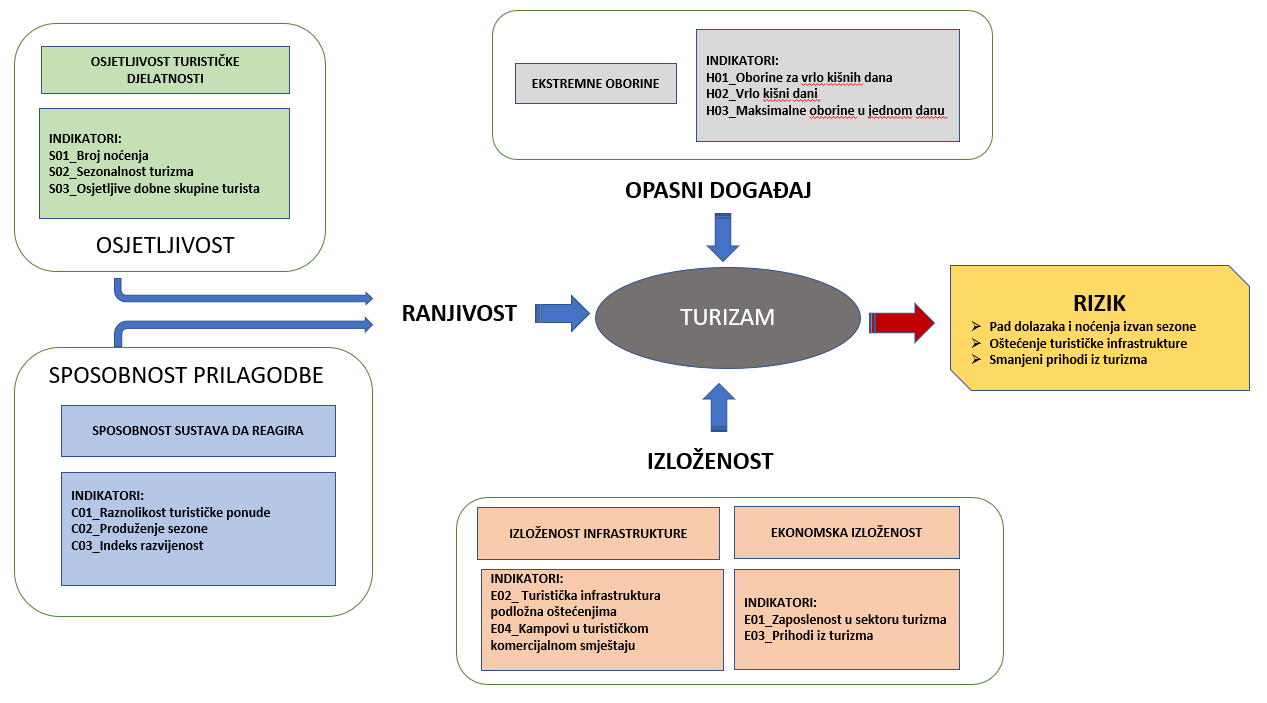 OSJETLJIVOST TURISTIČKE
DJELATNOSTI
INDIKATORI:
S01_Broj noćenja
S02_Sezonalnost turizma
S03_Osjetljive dobne skupine turista
OSJETLJIVOST
EKSTREMNE OBORINE
INDIKATORI:
H01_Oborine za vrlo kišnih dana
H02_Vrlo kišni dani
H03_Maksimalne oborine u jednom danu
OPASNI DOGAĐAJ
RANJIVOST
TURIZAM
RIZIK
Pad dolazaka i noćenja izvan sezone
Oštećenje turističke infrastrukture
Smanjeni prihodi iz turizma
SPOSOBNOST PRILAGODBE
SPOSOBNOST SUSTAVA DA REAGIRA
INDIKATORI:
C01_Raznolikost turističke ponude
C02_Produženje sezone
C03_Indeks razvijenost
IZLOŽENOST
IZLOŽENOST INFRASTRUKTURE
INDIKATORI:
E02_ Turistička infrastruktura
podložna oštećenjima
E04_Kampovi u turističkom
komercijalnom smještaju
EKONOMSKA IZLOŽENOST
INDIKATORI:
E01_Zaposlenost u sektoru turizma
E03_Prihodi iz turizma